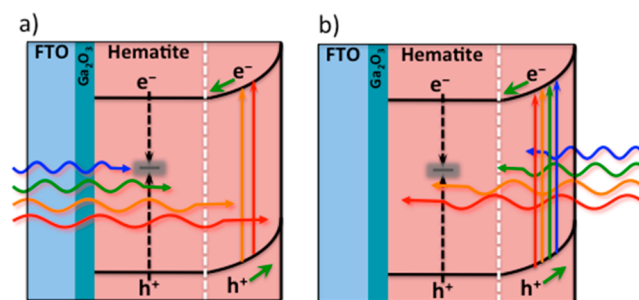 a)
FTO
Ga₂O₃
Hematite
e⁻
e⁻
h⁺
h⁺
b)
FTO
Ga₂O₃
Hematite
e⁻
e⁻
h⁺
h⁺